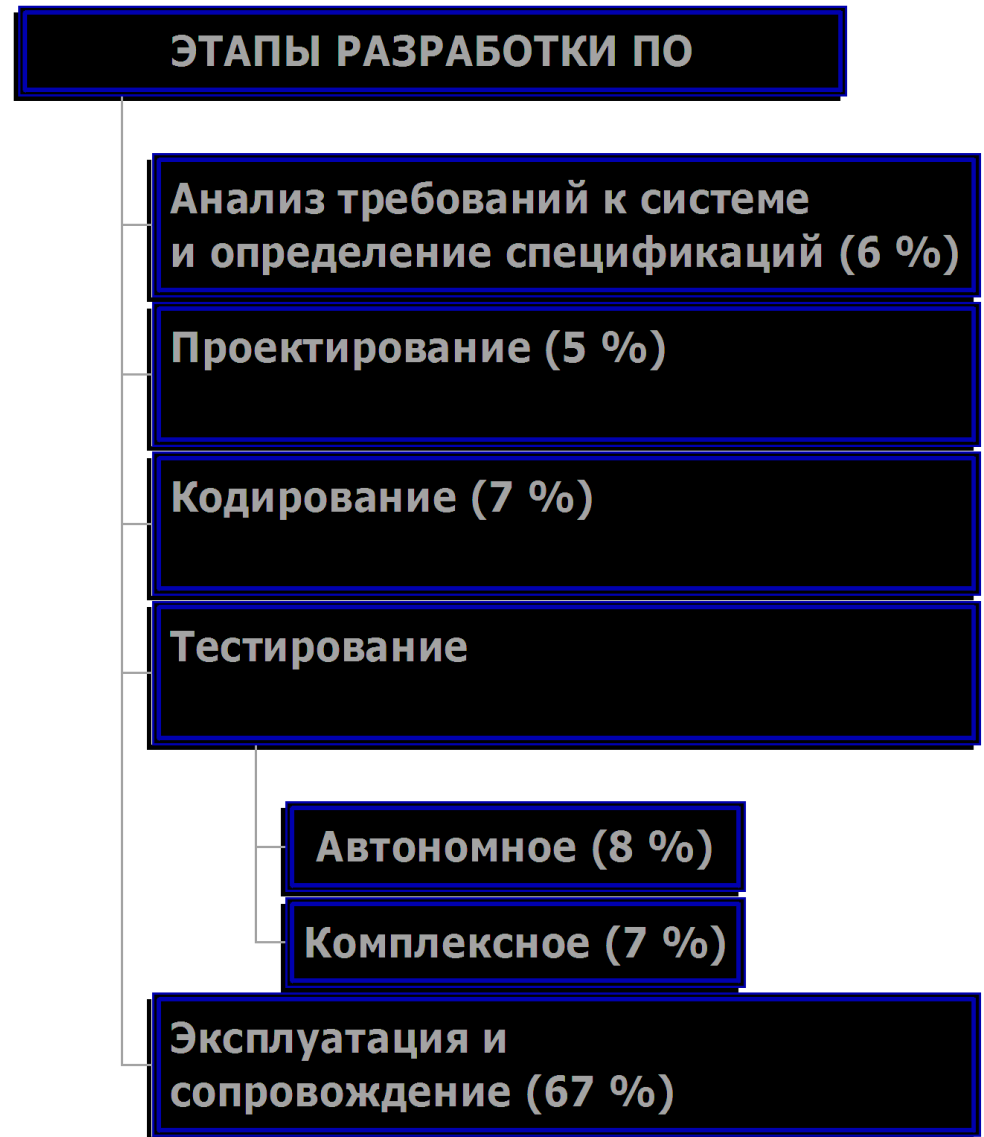 ЭТАПЫ РАЗРАБОТКИ ПО
Анализ требований к системе
и определение спецификаций (6 %)
Проектирование (5 %)
Кодирование (7 %)
Тестирование
Автономное (8 %)
Комплексное (7 %)
Эксплуатация и
сопровождение (67 %)